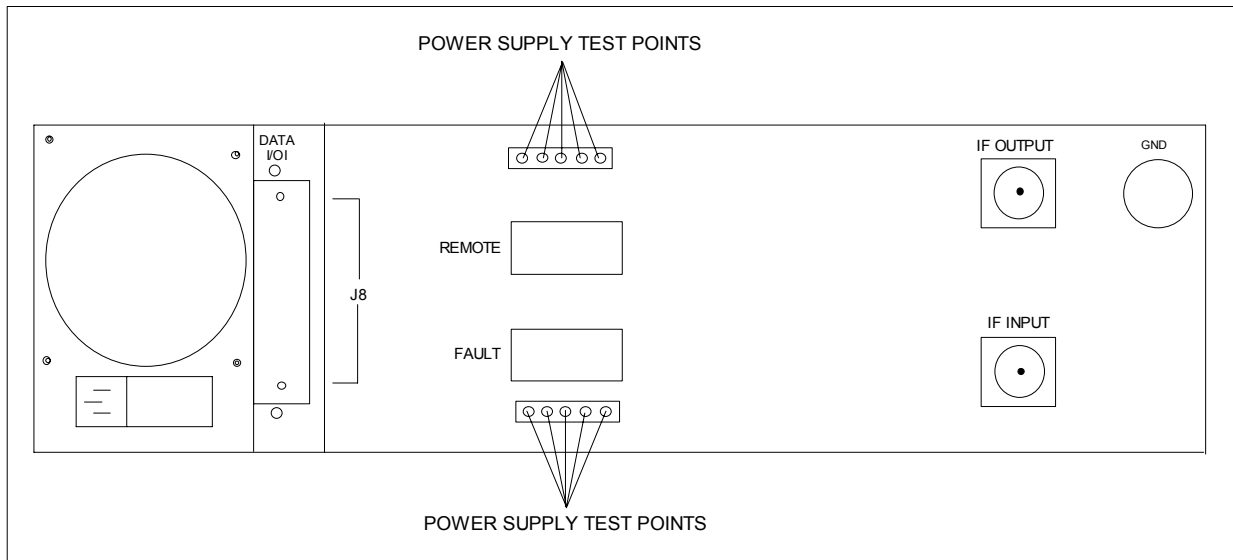 POWER SUPPLY TEST POINTS
DATA
I/OI
IF OUTPUT
GND
REMOTE
J8
IF INPUT
FAULT
POWER SUPPLY TEST POINTS